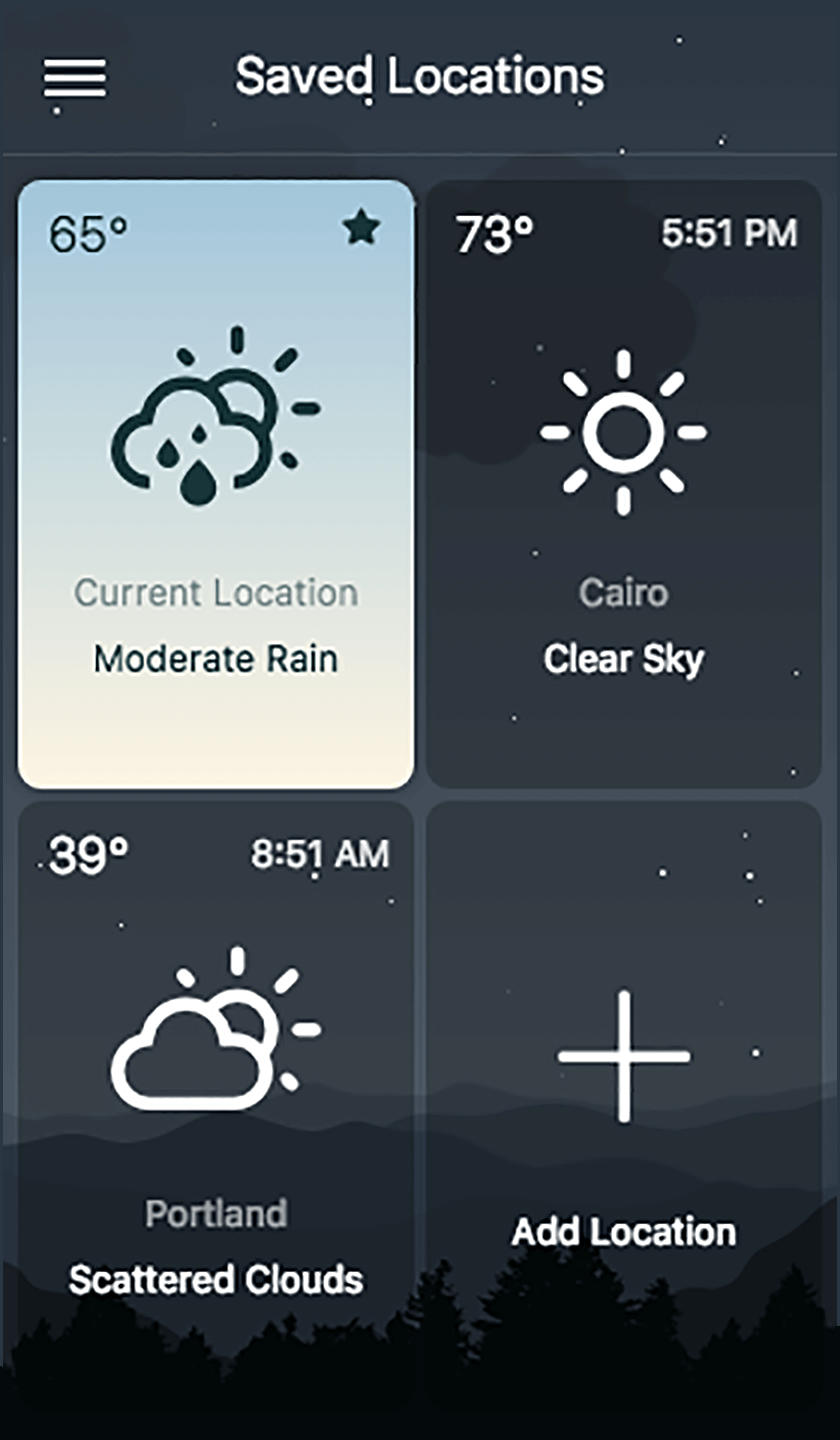 Saved Locations
65°
Current Location
Moderate Rain
73° 5:51 PM
Cairo
Clear Sky
39° 8:51 AM
Portland
Scattered Clouds
Add Location